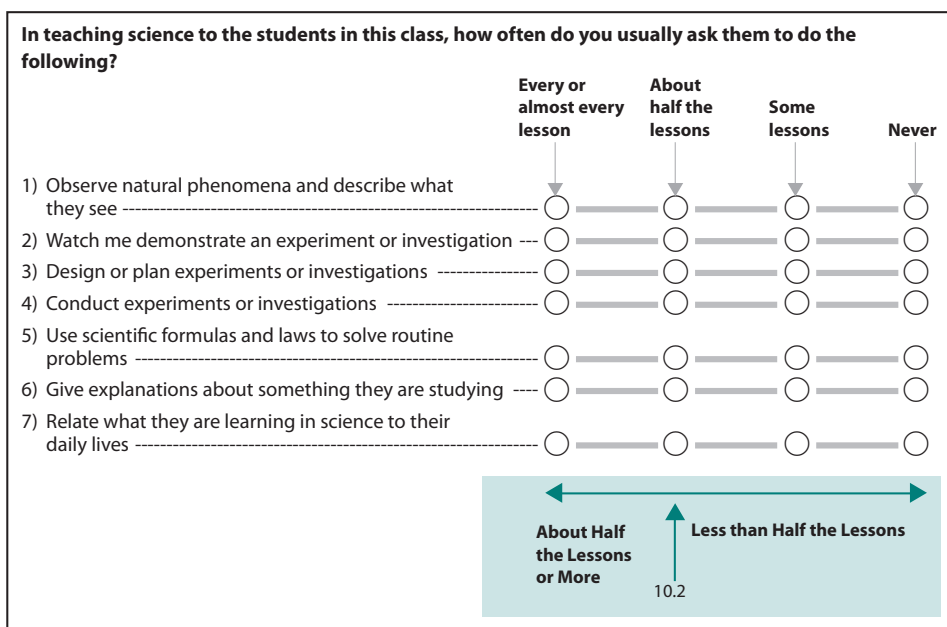 In teaching science to the students in this class, how often do you usually ask them to do the
following?
Every or
almost every
lesson
About
half the
lessons
Some
lessons
Never
1) Observe natural phenomena and describe what
they see
2) Watch me demonstrate an experiment or investigation
3) Design or plan experiments or investigations
4) Conduct experiments or investigations
5) Use scientific formulas and laws to solve routine
problems
6) Give explanations about something they are studying
7) Relate what they are learning in science to their
daily lives
About Half
the Lessons
or More
Less than Half the Lessons
10.2